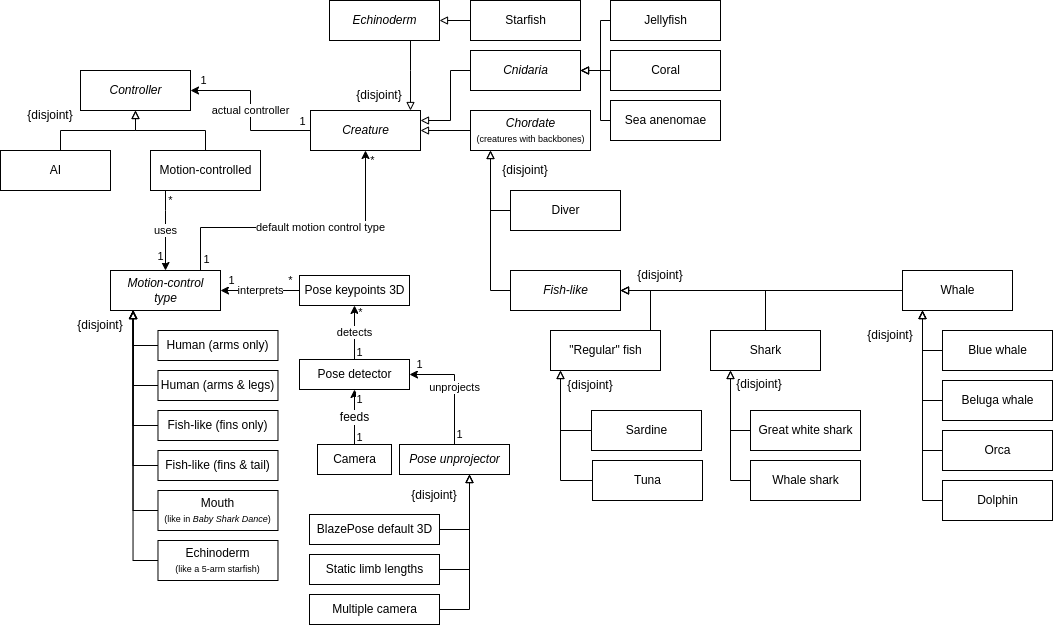 Echinoderm
Starfish
Jellyfish
Cnidaria
Coral
Sea anenomae
Controller
1
actual controller
1
{disjoint}
{disjoint}
Creature
*
Chordate
(creatures with backbones)
{disjoint}
AI
Motion-controlled
*
uses
1
default motion control type
1
Diver
Motion-control
type
1
interprets
*
Pose keypoints 3D
*
detects
1
Pose detector
1
unprojects
1
1
feeds
1
Camera
Pose unprojector
{disjoint}
BlazePose default 3D
Static limb lengths
Multiple camera
{disjoint}
Human (arms only)
Human (arms & legs)
Fish-like (fins only)
Fish-like (fins & tail)
Mouth
(like in Baby Shark Dance)
Echinoderm
(like a 5-arm starfish)
Fish-like
{disjoint}
Whale
"Regular" fish
{disjoint}
Sardine
Tuna
Shark
{disjoint}
Great white shark
Whale shark
{disjoint}
Blue whale
Beluga whale
Orca
Dolphin